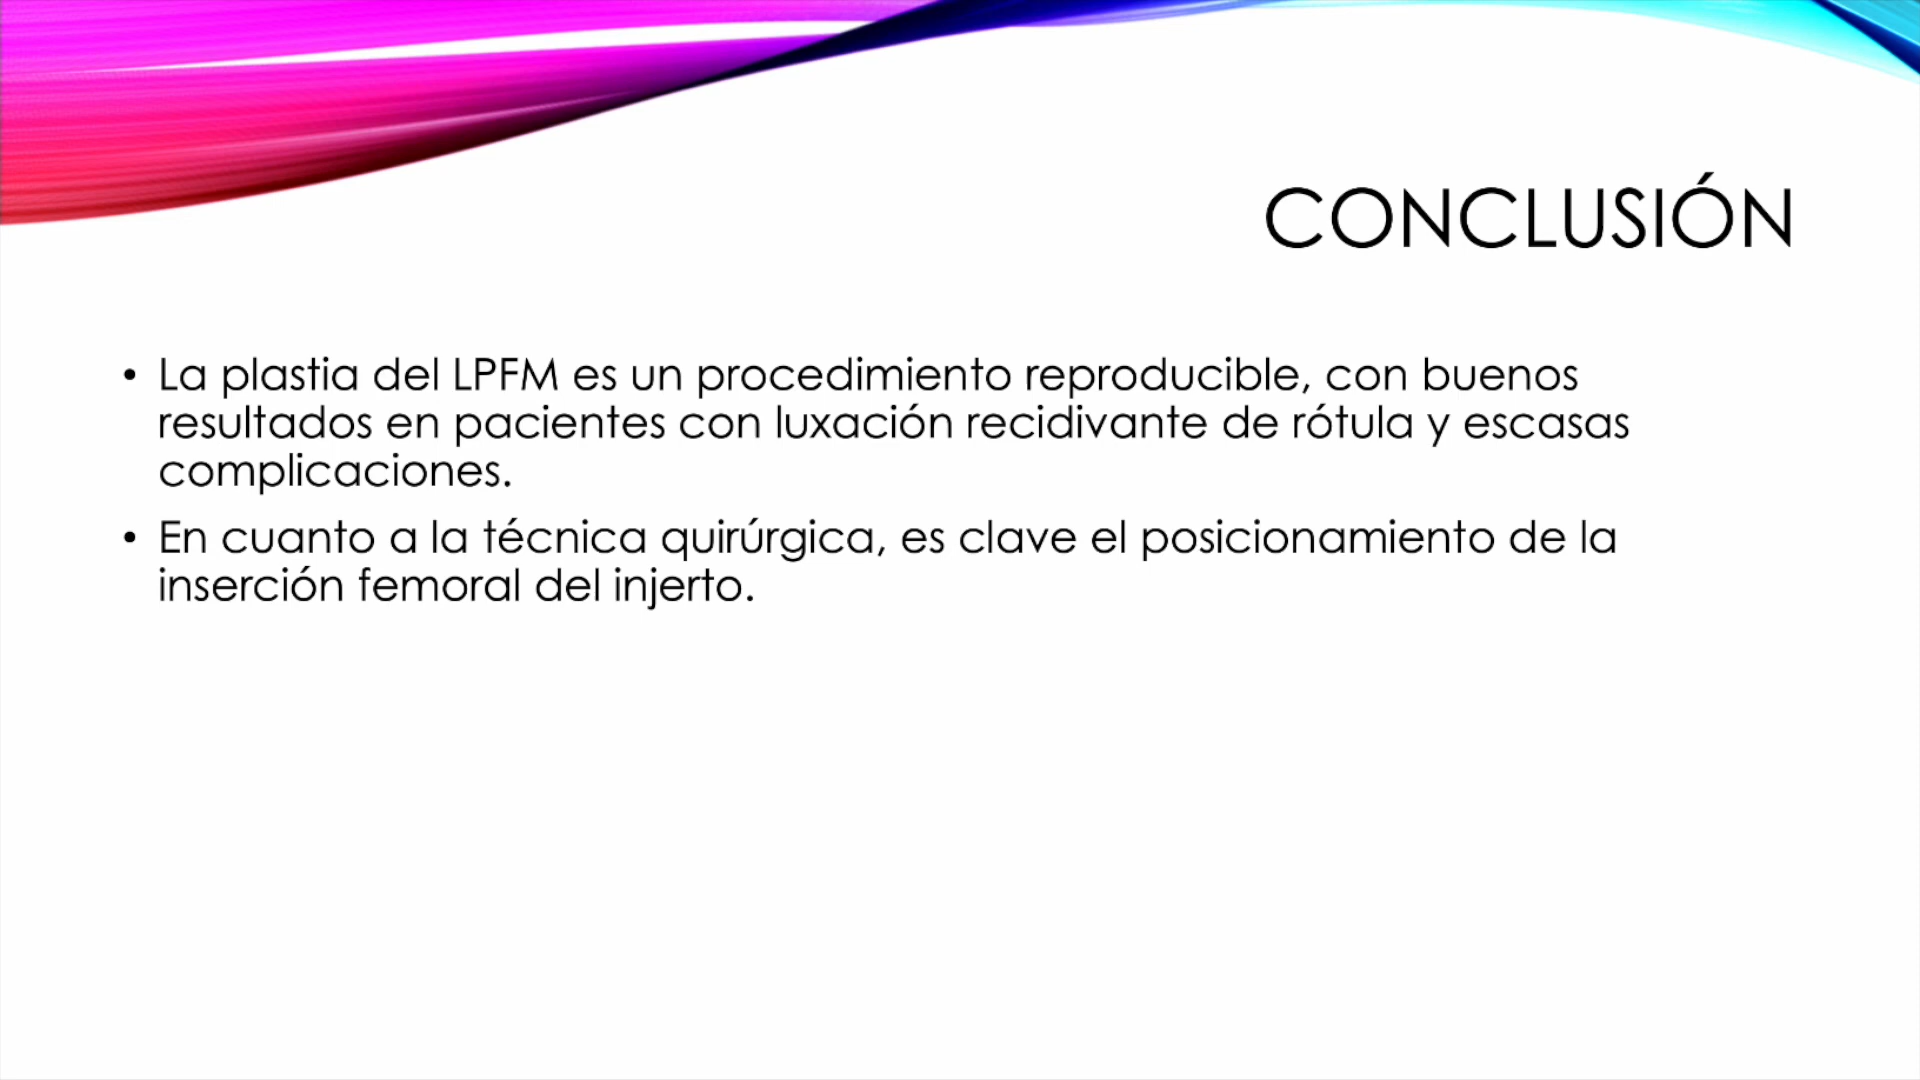 CONCLUSIÓN
• La plastia del LPFM es un procedimiento reproducible, con buenos
resultados en pacientes con luxación recidivante de rótula y escasas
complicaciones.
• En cuanto a la técnica quirúrgica, es clave el posicionamiento de la
inserción femoral del injerto.